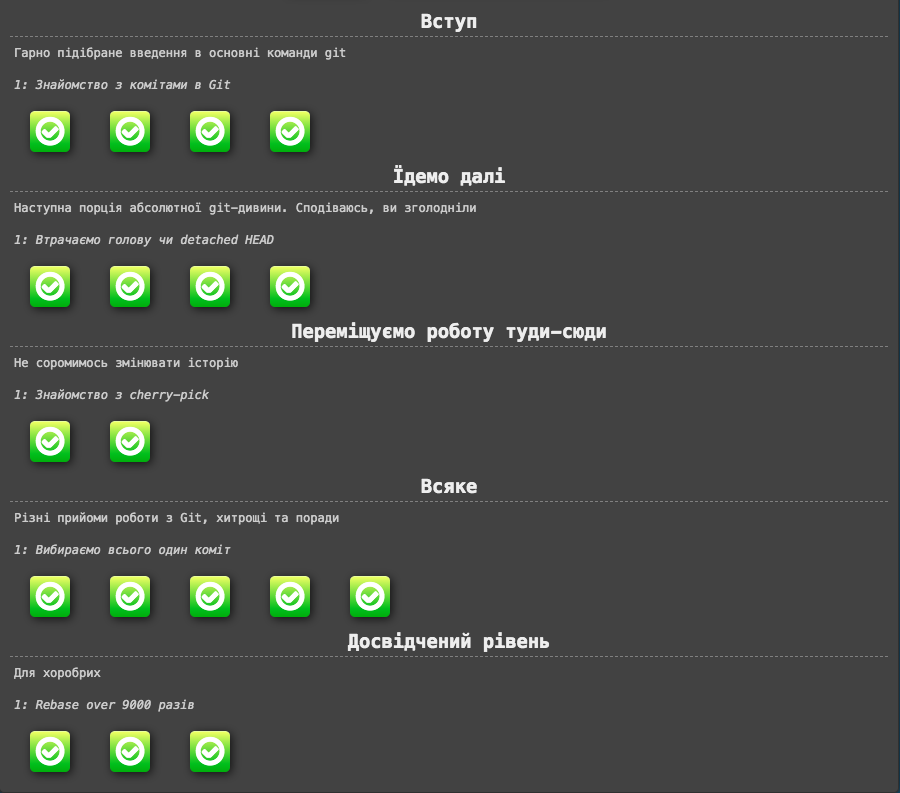 Вступ
Гарно підібране введення в основні команди git
1: Знайомство з комітами в Git
Їдемо далі
Наступна порція абсолютної git-дивини. Сподіваюсь, ви зголодніли
1: Втрачаємо голову чи detached HEAD
Переміщуємо роботу туди-сюди
Не соромимось змінювати історію
1: Знайомство з cherry-pick
Всяке
Різні прийоми роботи з Git, хитрощі та поради
1: Вибираємо всього один коміт
Досвідчений рівень
Для хоробрих
1: Rebase over 9000 разів